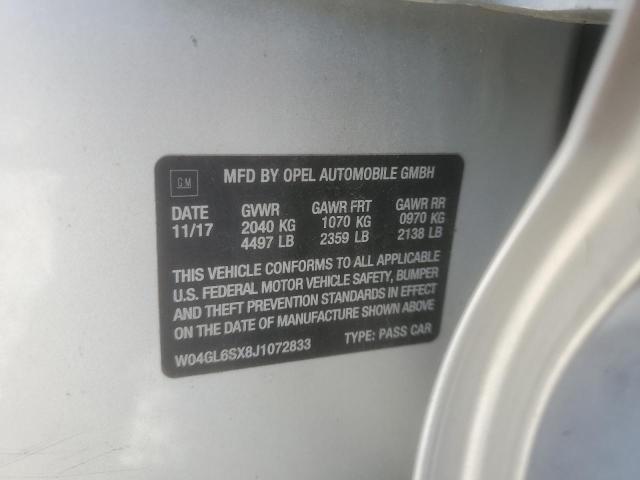 GM
MFD BY OPEL AUTOMOBILE GMBH
DATE GVWR GAWR FRT GAWR RR
11/17 2040 KG 1070 KG 0970 KG
4497 LB 2359 LB 2138 LB
THIS VEHICLE CONFORMS TO ALL APPLICABLE
U.S. FEDERAL MOTOR VEHICLE SAFETY, BUMPER
AND THEFT PREVENTION STANDARDS IN EFFECT
ON THE DATE OF MANUFACTURE SHOWN ABOVE
W04GL6SX8J1072833 TYPE: PASS CAR